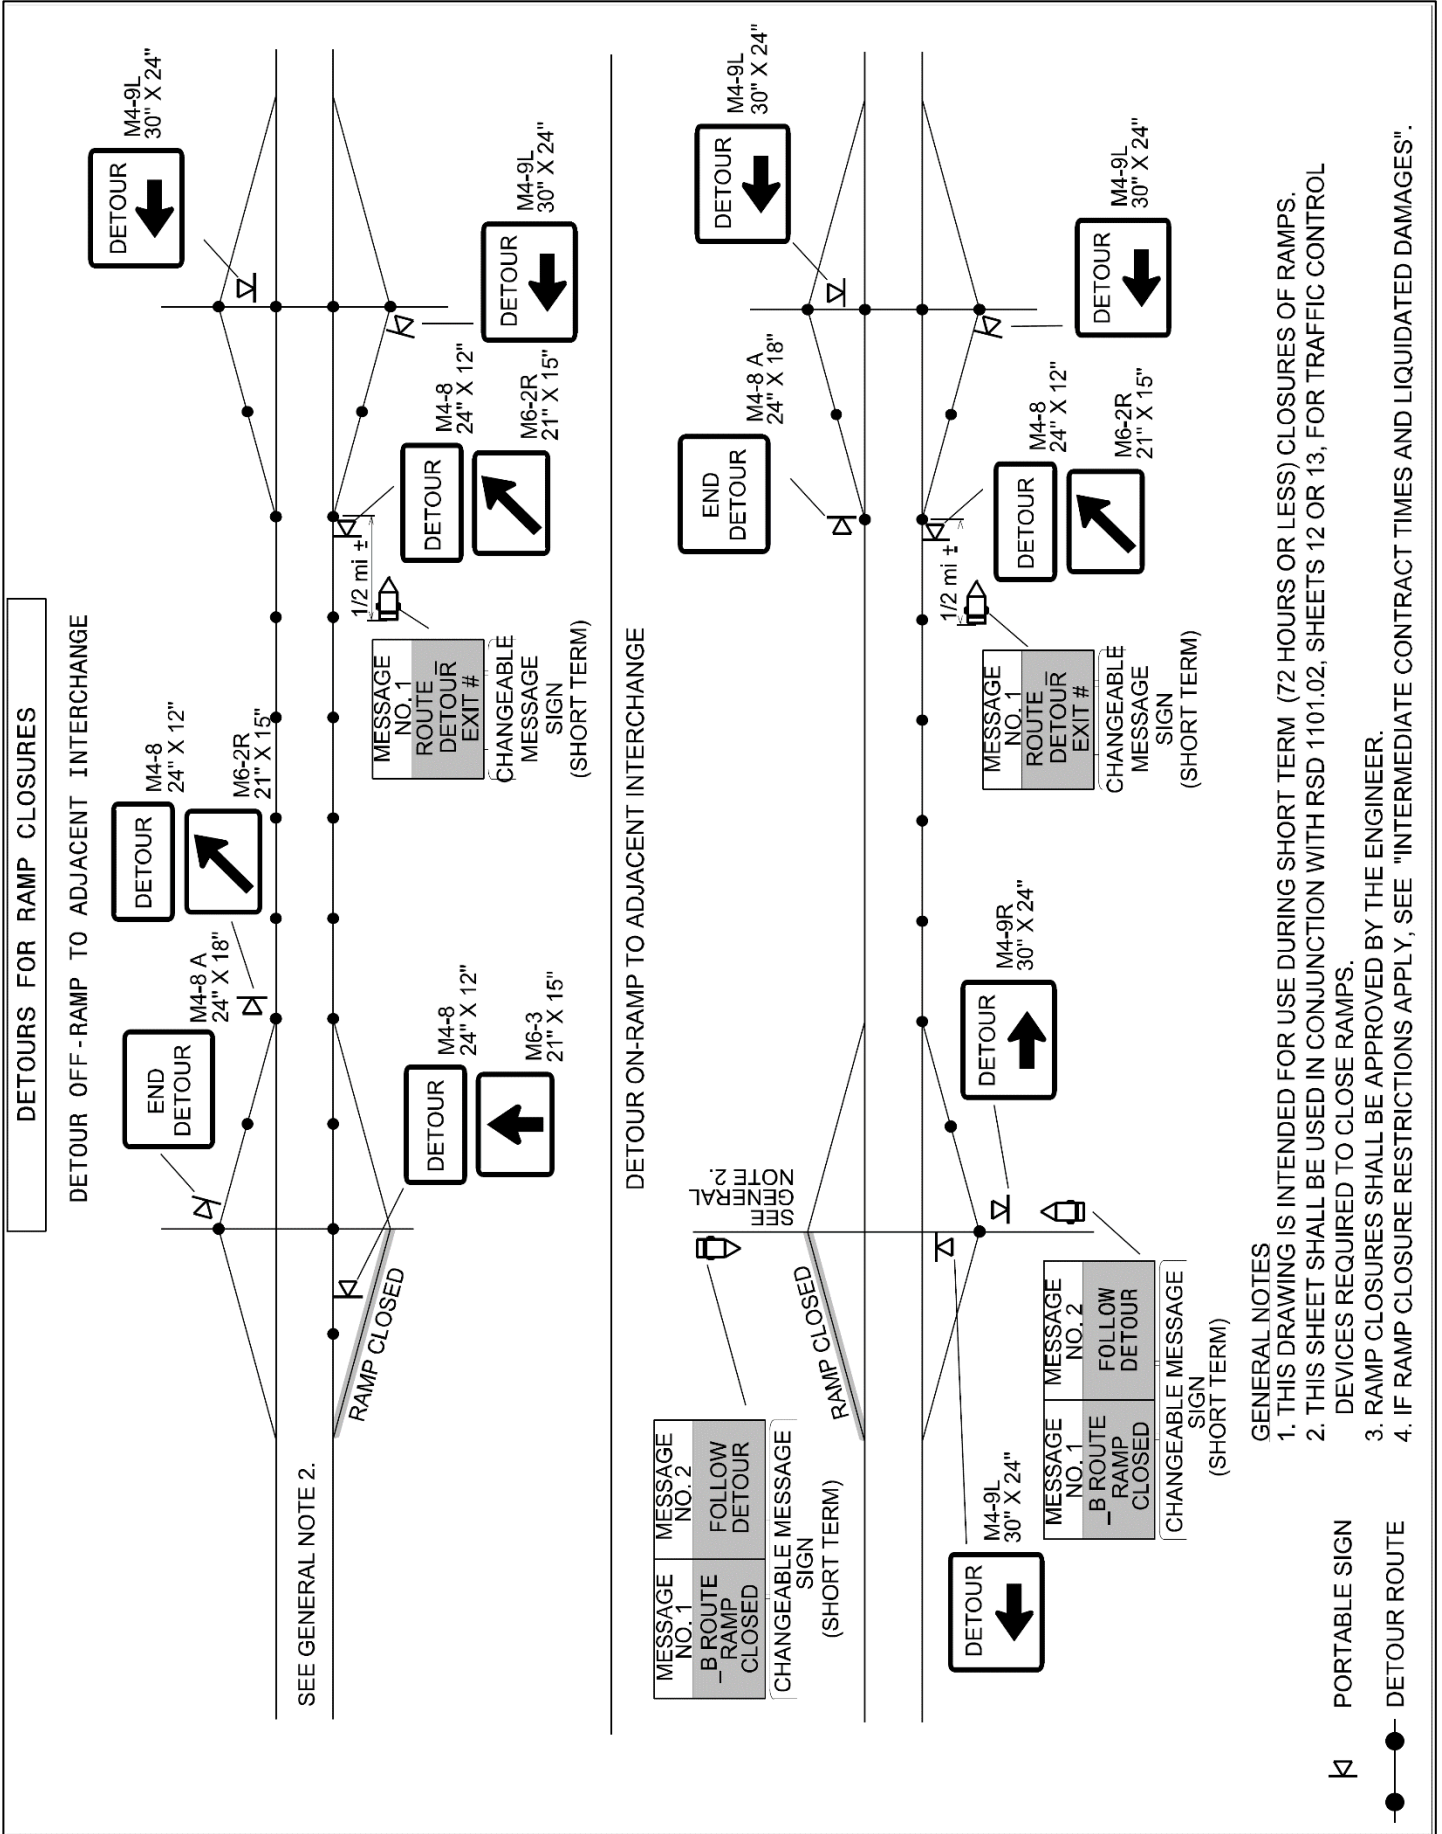 DETOURS FOR RAMP CLOSURES
DETOUR OFF-RAMP TO ADJACENT INTERCHANGE
SEE GENERAL NOTE 2.
RAMP CLOSED
END
DETOUR
M4-8 A
24" X 18"
DETOUR
M4-8
24" X 12"
M6-2R
21" X 15"
DETOUR
M4-9L
30" X 24"
DETOUR
M4-8
24" X 12"
M6-3
21" X 15"
MESSAGE
NO. 1
ROUTE_
DETOUR
EXIT #
CHANGEABLE
MESSAGE
SIGN
(SHORT TERM)
1/2 mi ±
DETOUR
M4-8
24" X 12"
M6-2R
21" X 15"
DETOUR
M4-9L
30" X 24"
DETOUR ON-RAMP TO ADJACENT INTERCHANGE
MESSAGE
NO. 1
MESSAGE
NO. 2
_B ROUTE
RAMP
CLOSED
FOLLOW
DETOUR
CHANGEABLE MESSAGE
SIGN
(SHORT TERM)
SEE
GENERAL
NOTE 2.
RAMP CLOSED
END
DETOUR
M4-8 A
24" X 18"
DETOUR
M4-9L
30" X 24"
DETOUR
M4-9L
30" X 24"
MESSAGE
NO. 1
MESSAGE
NO. 2
_B ROUTE
RAMP
CLOSED
FOLLOW
DETOUR
CHANGEABLE MESSAGE
SIGN
(SHORT TERM)
DETOUR
M4-9R
30" X 24"
MESSAGE
NO. 1
ROUTE_
DETOUR
EXIT #
CHANGEABLE
MESSAGE
SIGN
(SHORT TERM)
1/2 mi ±
DETOUR
M4-8
24" X 12"
M6-2R
21" X 15"
DETOUR
M4-9L
30" X 24"
GENERAL NOTES
1. THIS DRAWING IS INTENDED FOR USE DURING SHORT TERM (72 HOURS OR LESS) CLOSURES OF RAMPS.
2. THIS SHEET SHALL BE USED IN CONJUNCTION WITH RSD 1101.02, SHEETS 12 OR 13, FOR TRAFFIC CONTROL
DEVICES REQUIRED TO CLOSE RAMPS.
3. RAMP CLOSURES SHALL BE APPROVED BY THE ENGINEER.
4. IF RAMP CLOSURE RESTRICTIONS APPLY, SEE "INTERMEDIATE CONTRACT TIMES AND LIQUIDATED DAMAGES".
PORTABLE SIGN
DETOUR ROUTE